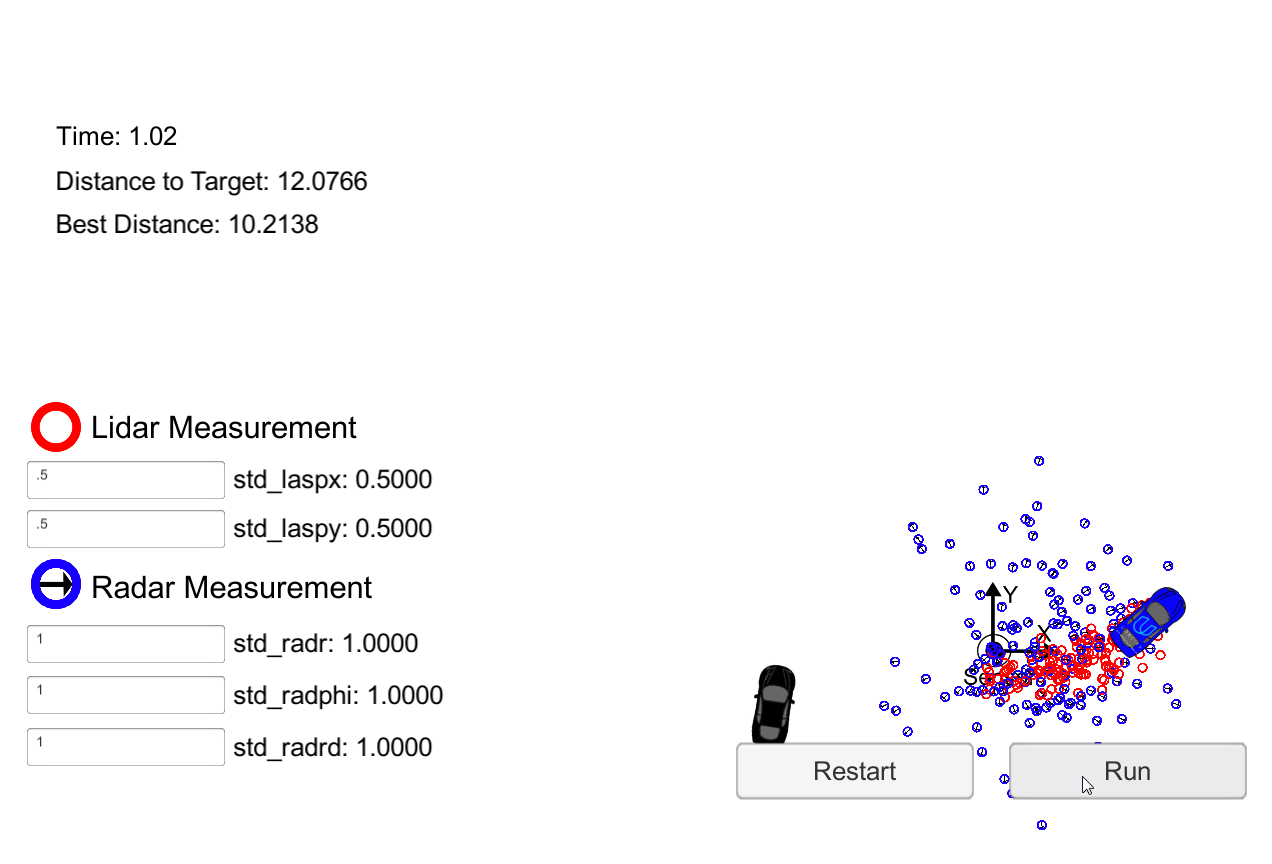 Time: 1.02
Distance to Target: 12.0766
Best Distance: 10.2138
Lidar Measurement
.5
std_laspx: 0.5000
.5
std_laspy: 0.5000
Radar Measurement
1
std_radr: 1.0000
1
std_radphi: 1.0000
1
std_radrd: 1.0000
Y
X
Restart
Run